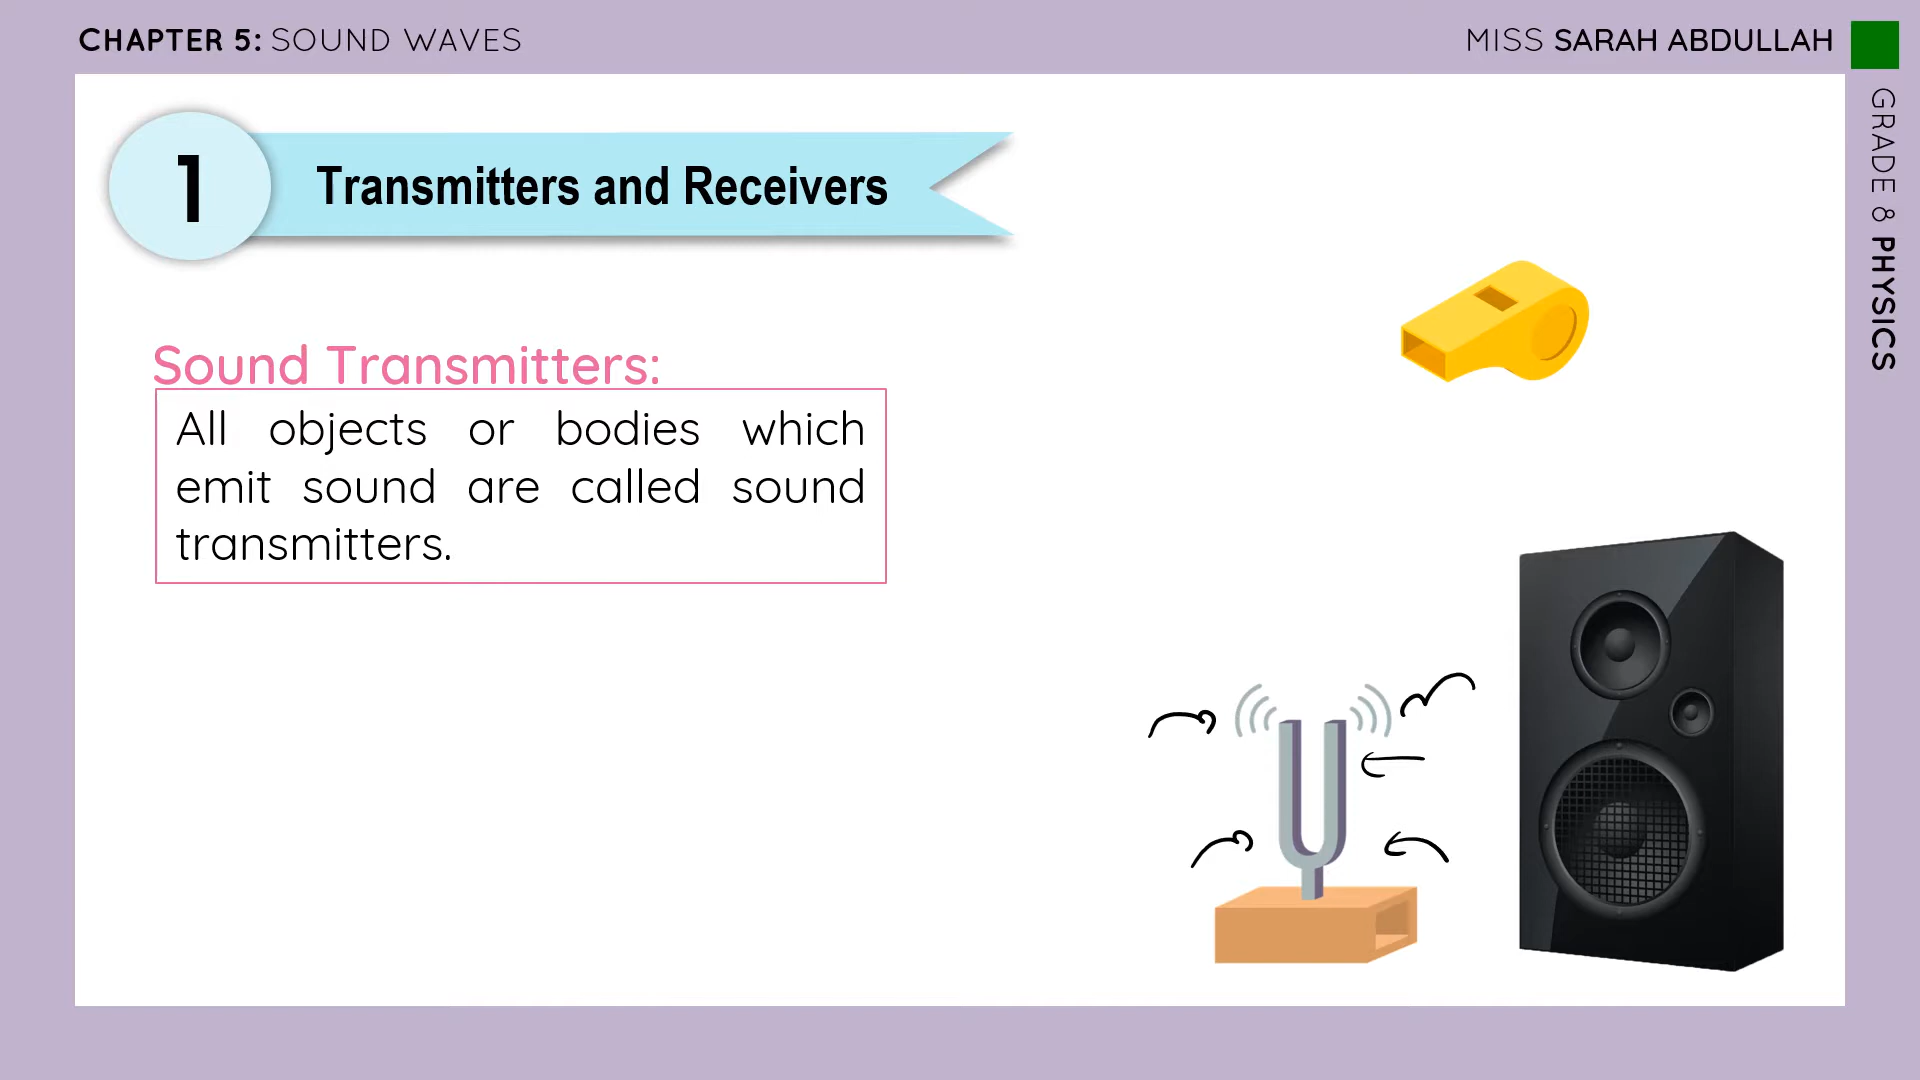 CHAPTER 5: SOUND WAVES
MISS SARAH ABDULLAH
GRADE 8 PHYSICS
1
Transmitters and Receivers
Sound Transmitters:
All objects or bodies which
emit sound are called sound
transmitters.